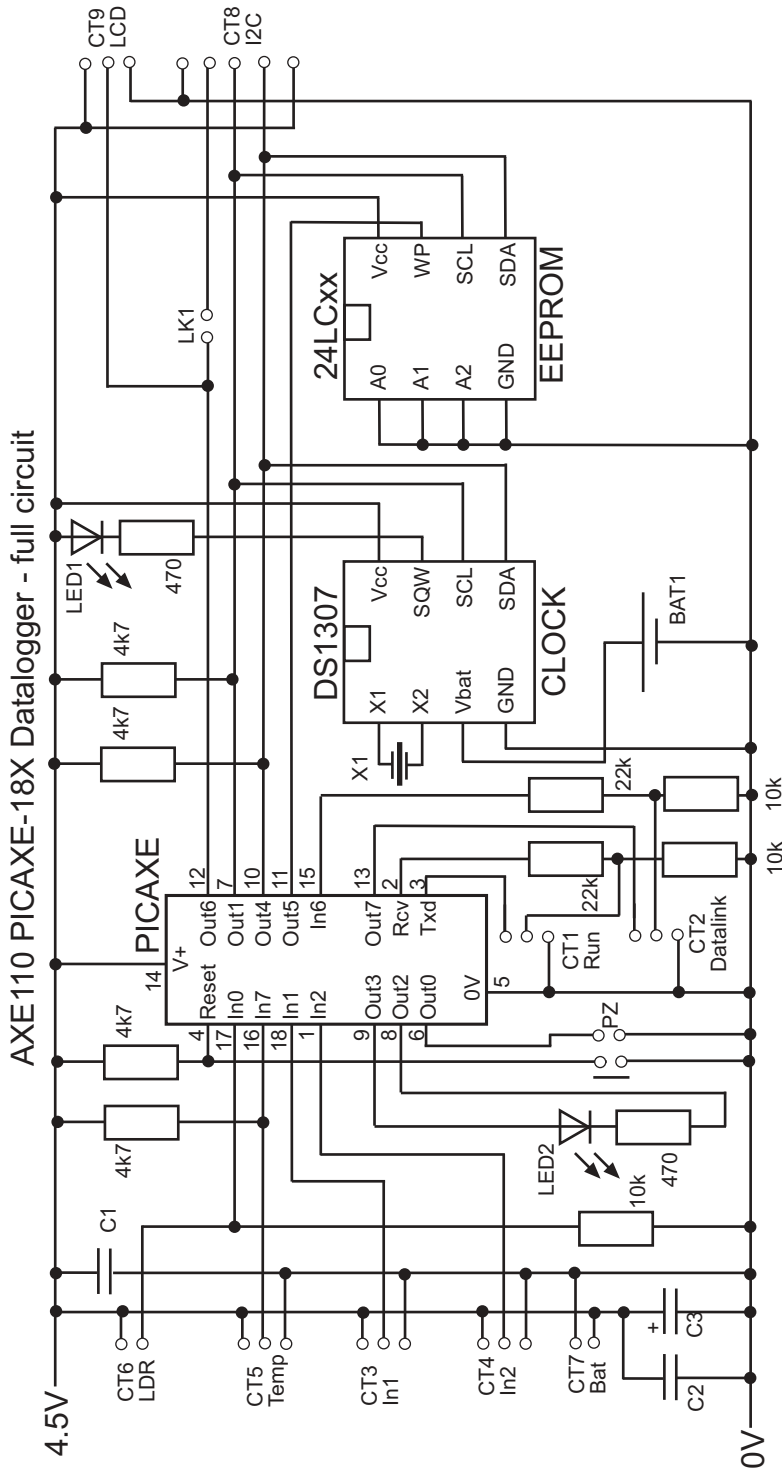 AXE110 PICAXE-18X Datalogger - full circuit
4.5V
0V
CT6
LDR
CT5
Temp
CT3
In1
CT4
In2
CT7
Bat
C1
C2
C3
+
4k7
4k7
10k
LED2
470
PZ
PICAXE
14
V+
4
Reset
17
In0
16
In7
18
In1
1
In2
9
Out3
8
Out2
6
Out0
0V
5
Out6
12
Out1
7
Out4
10
Out5
11
In6
15
Out7
13
Rcv
2
Txd
3
CT1
Run
CT2
Datalink
22k
22k
10k
10k
4k7
4k7
LED1
470
X1
DS1307
X1
X2
Vbat
GND
Vcc
SQW
SCL
SDA
CLOCK
BAT1
24LCxx
A0
A1
A2
GND
Vcc
WP
SCL
SDA
EEPROM
LK1
CT9
LCD
CT8
I2C